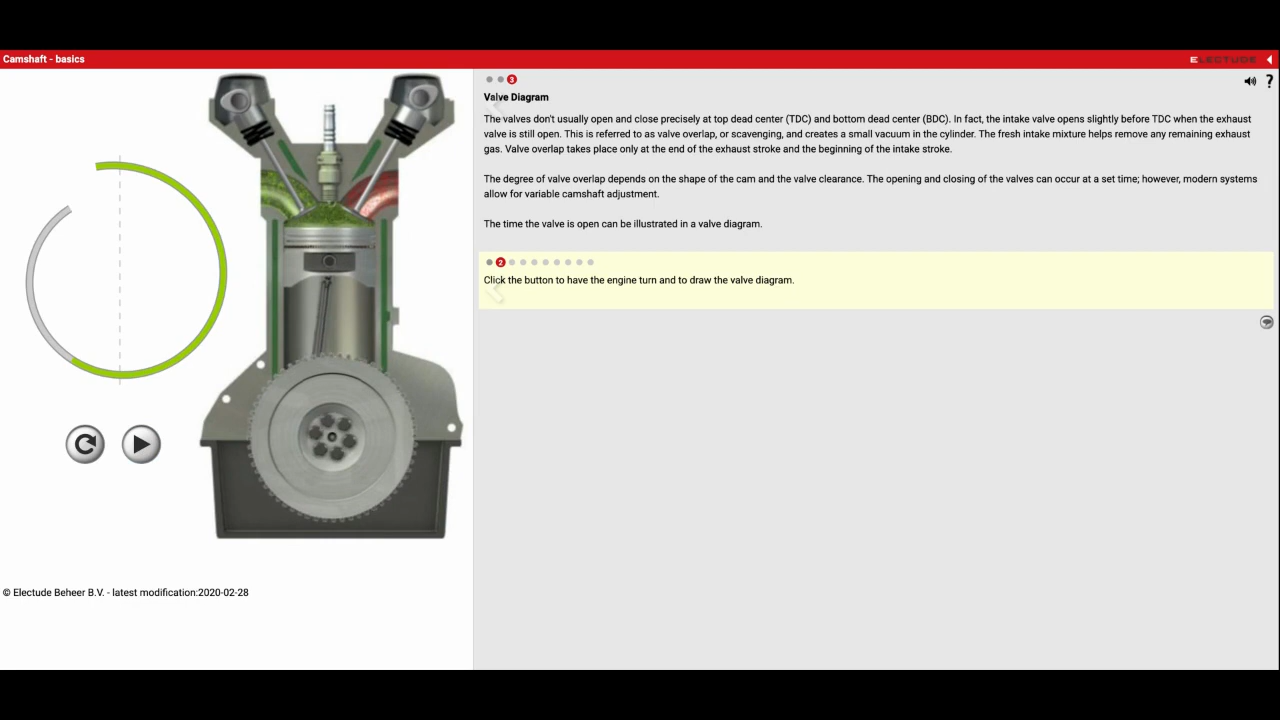 Camshaft - basics
ELECTUDE
3
Valve Diagram
The valves don't usually open and close precisely at top dead center (TDC) and bottom dead center (BDC). In fact, the intake valve opens slightly before TDC when the exhaust
valve is still open. This is referred to as valve overlap, or scavenging, and creates a small vacuum in the cylinder. The fresh intake mixture helps remove any remaining exhaust
gas. Valve overlap takes place only at the end of the exhaust stroke and the beginning of the intake stroke.
The degree of valve overlap depends on the shape of the cam and the valve clearance. The opening and closing of the valves can occur at a set time; however, modern systems
allow for variable camshaft adjustment.
The time the valve is open can be illustrated in a valve diagram.
2
Click the button to have the engine turn and to draw the valve diagram.
© Electude Beheer B.V. - latest modification:2020-02-28